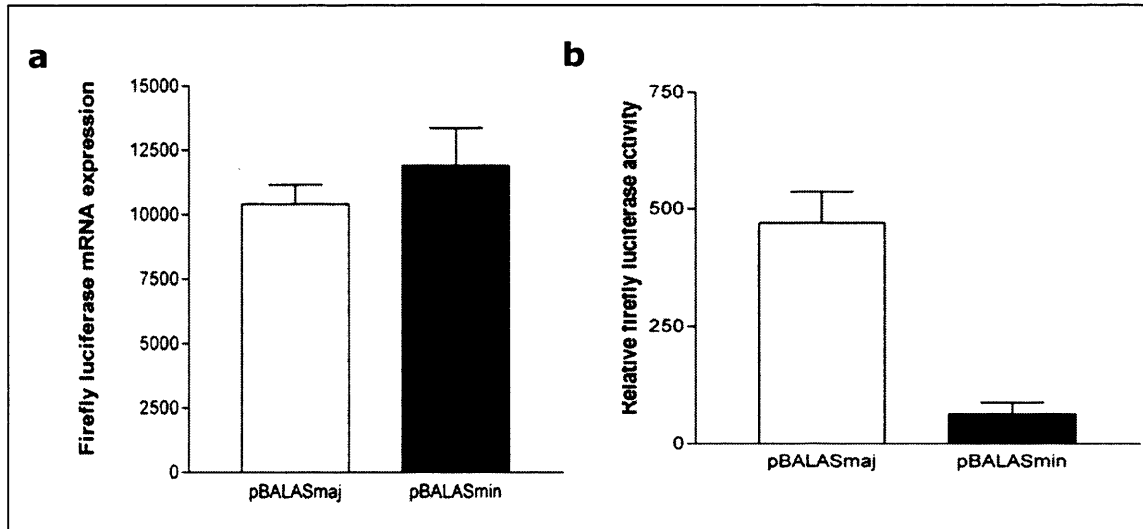 a
Firefly luciferase mRNA expression
15000
12500
10000
7500
5000
2500
0
pBALASmaj
pBALASmin
b
Relative firefly luciferase activity
750
500
250
0
pBALASmaj
pBALASmin